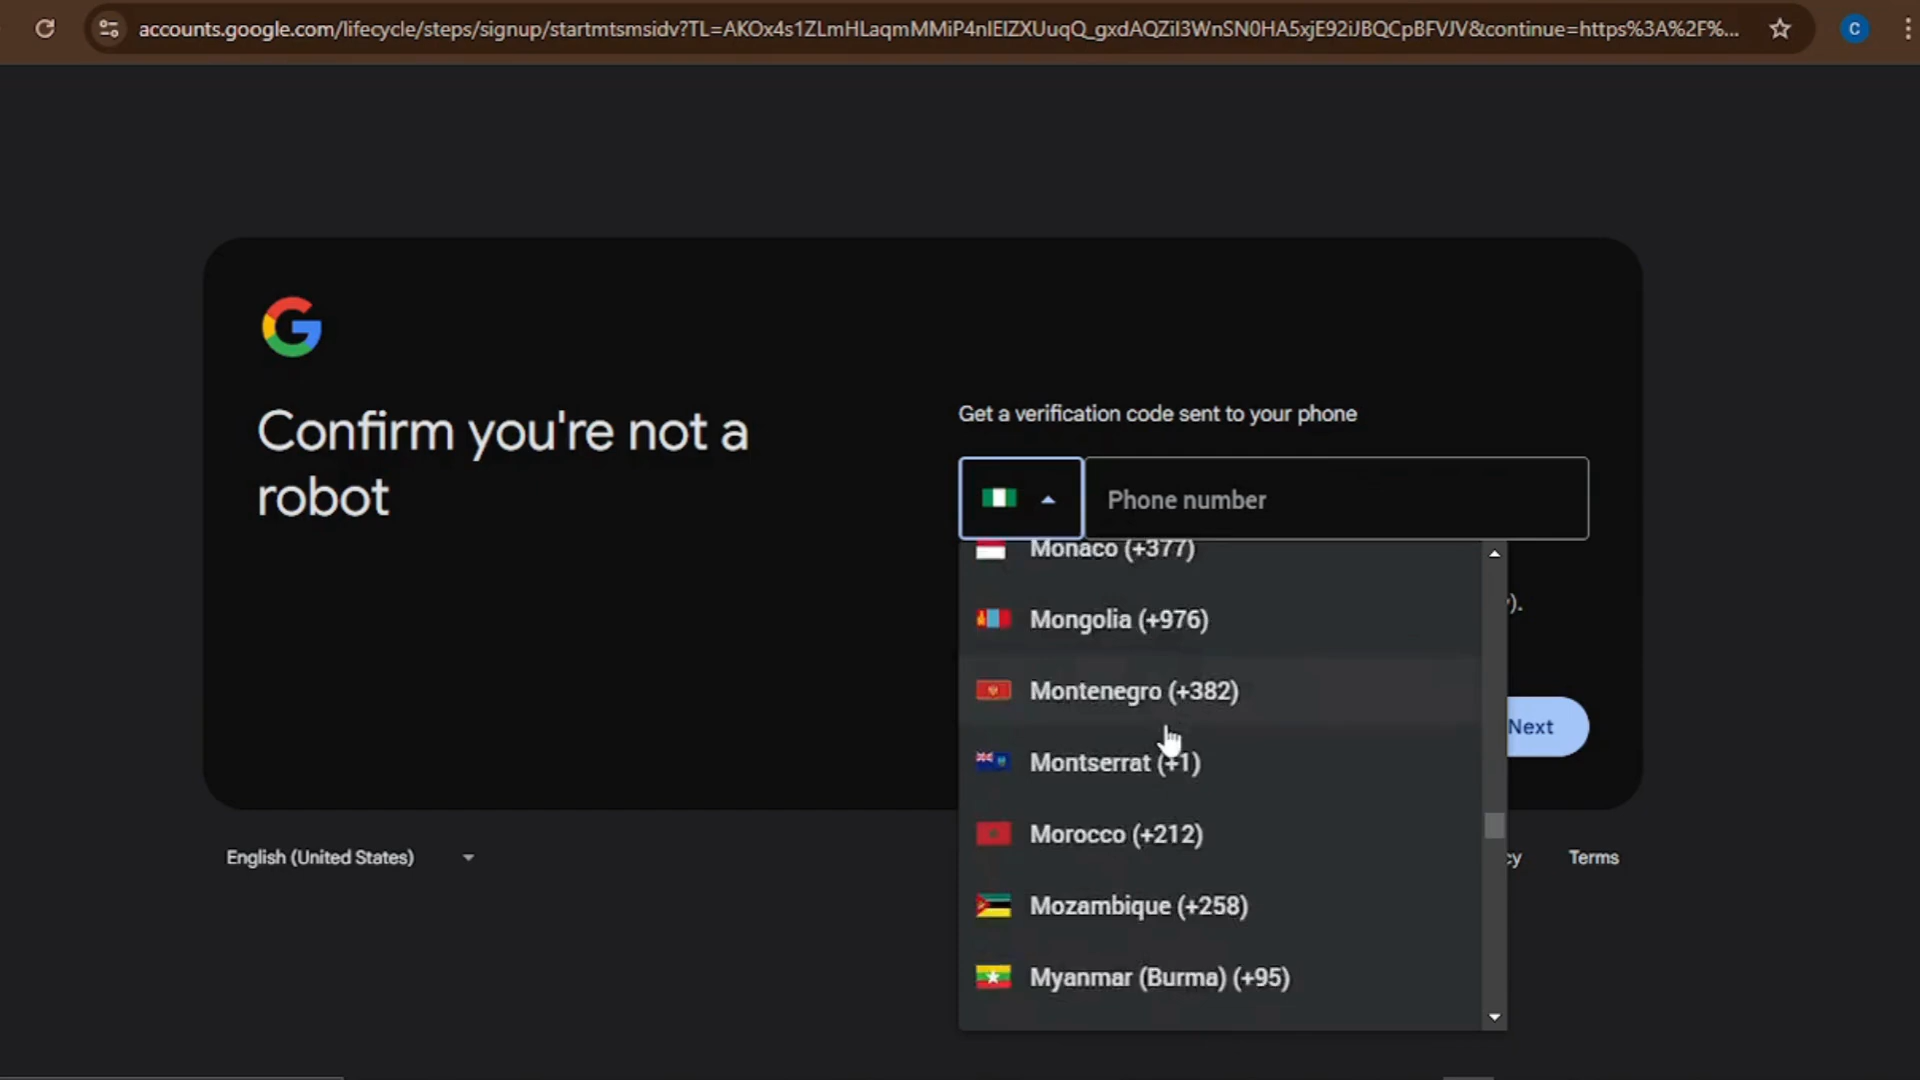 accounts.google.com/lifecycle/steps/signup/startmtsmsidv?TL=AKOx4s1ZLmHLaqmMMiP4nlEIZXUuqQ_gxdAQZil3WnSN0HA5xjE92iJBQCpBFVJV&continue=https%3A%2F%...
C
Confirm you're not a
robot
Get a verification code sent to your phone
Phone number
Monaco (+377)
).
Mongolia (+976)
Montenegro (+382)
Next
Montserrat (+1)
Morocco (+212)
English (United States)
cy
Terms
Mozambique (+258)
Myanmar (Burma) (+95)